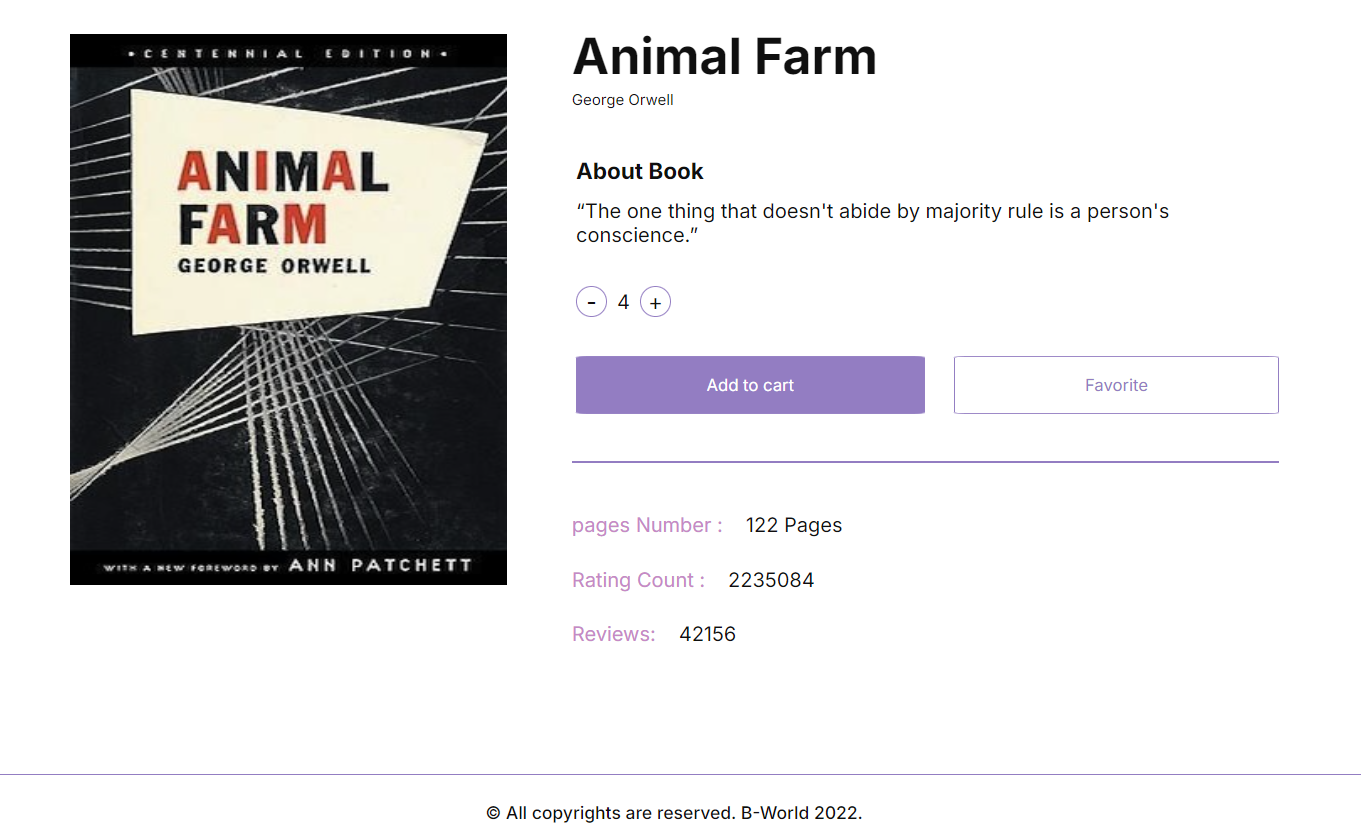 • CENTENNIAL EDITION •
ANIMAL
FARM
GEORGE ORWELL
WITH A NEW FOREWORD BY ANN PATCHETT
Animal Farm
George Orwell
About Book
“The one thing that doesn't abide by majority rule is a person's
conscience.”
- 4 +
Add to cart
Favorite
pages Number : 122 Pages
Rating Count : 2235084
Reviews: 42156
© All copyrights are reserved. B-World 2022.